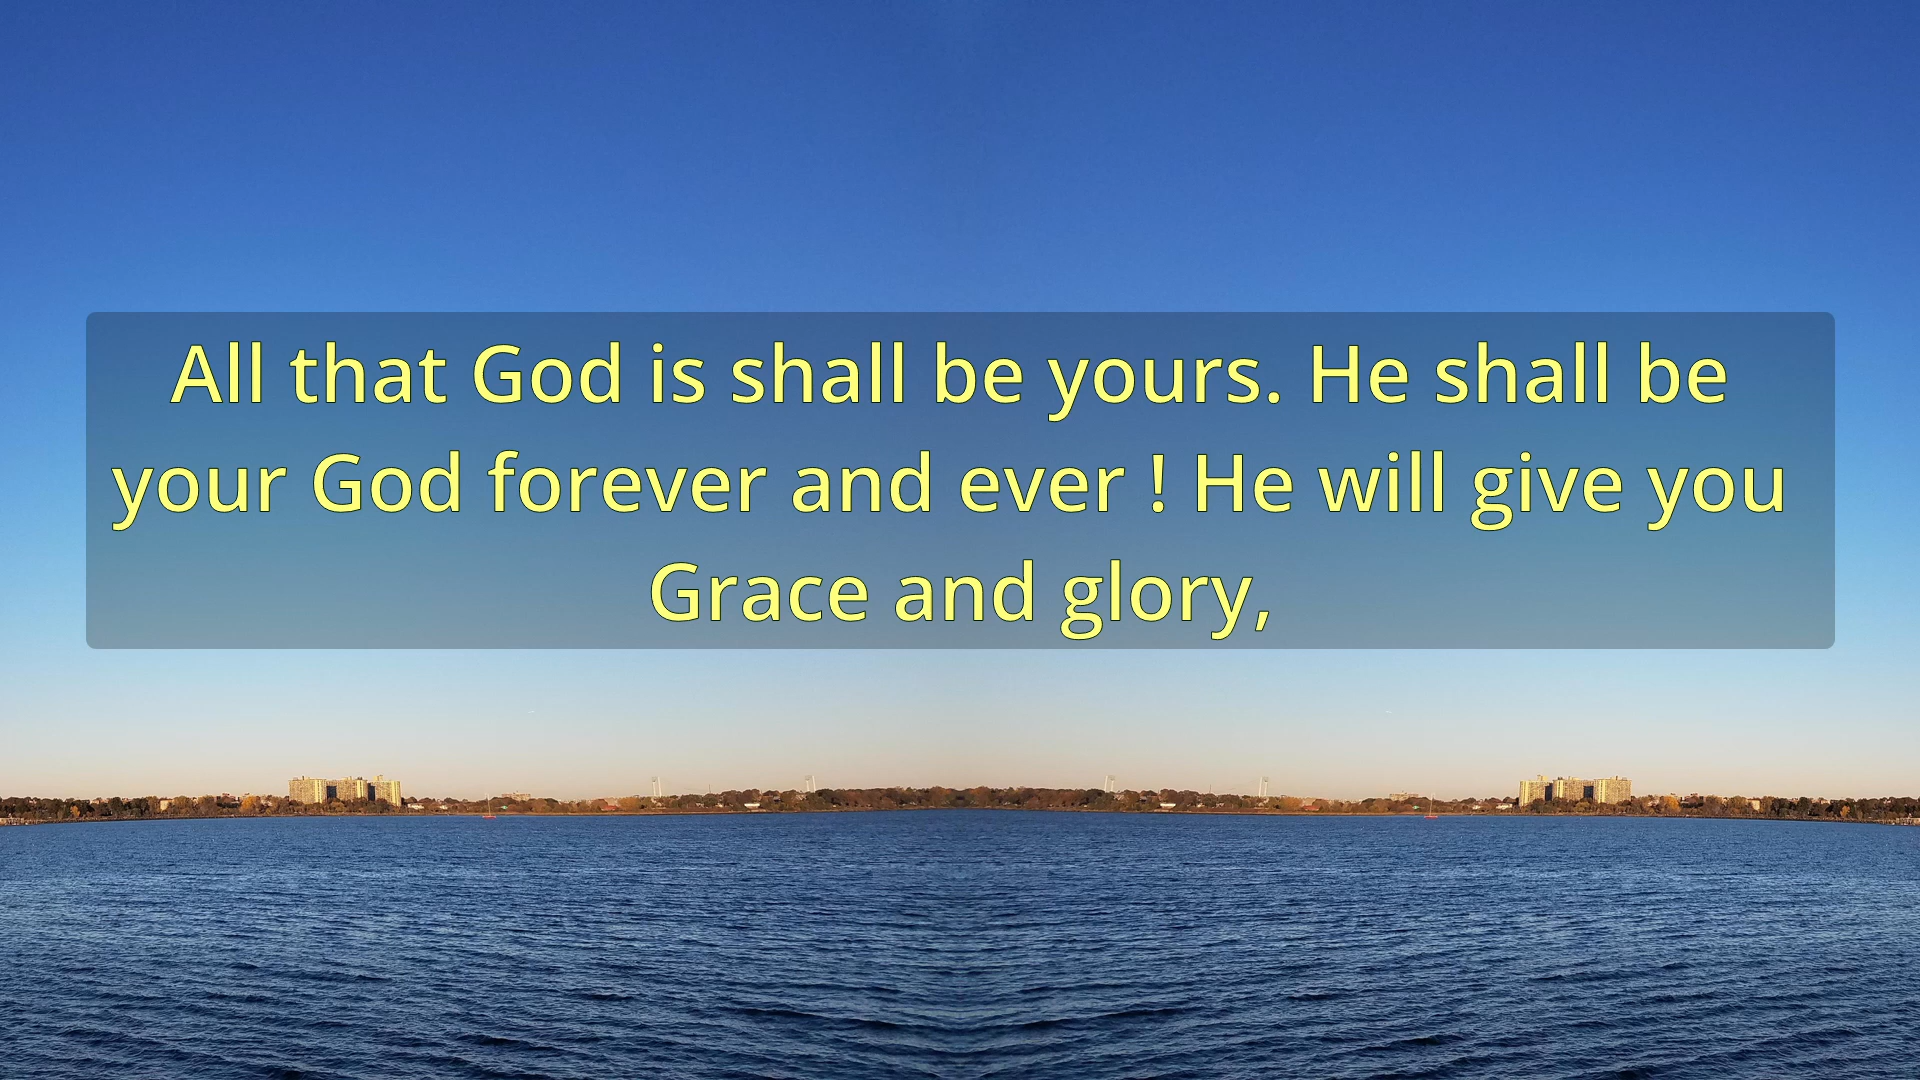 All that God is shall be yours. He shall be
your God forever and ever ! He will give you
Grace and glory,